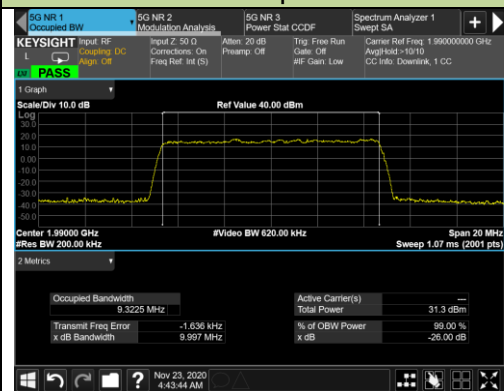 5G NR 1
Occupied BW
5G NR 2
Modulation Analysis
5G NR 3
Power Stat CCDF
Spectrum Analyzer 1
Swept SA
KEYSIGHT
L
Input: RF
Coupling: DC
Align: Off
Input Z: 50 Ω
Corrections: On
Freq Ref: Int (S)
Atten: 20 dB
Preamp: Off
Trig: Free Run
Gate: Off
#IF Gain: Low
Carrier Ref Freq: 1.990000000 GHz
Avg|Hold:>10/10
CC Info: Downlink, 1 CC
LNI PASS
1 Graph
Scale/Div 10.0 dB
Ref Value 40.00 dBm
Log
30.0
20.0
10.0
0.00
-10.0
-20.0
-30.0
-40.0
-50.0
Center 1.99000 GHz
#Res BW 200.00 kHz
#Video BW 620.00 kHz
Span 20 MHz
Sweep 1.07 ms (2001 pts)
2 Metrics
Occupied Bandwidth
9.3225 MHz
Transmit Freq Error -1.636 kHz
x dB Bandwidth 9.997 MHz
Active Carrier(s) ---
Total Power 31.3 dBm
% of OBW Power 99.00 %
x dB -26.00 dB
?
Nov 23, 2020
4:43:44 AM